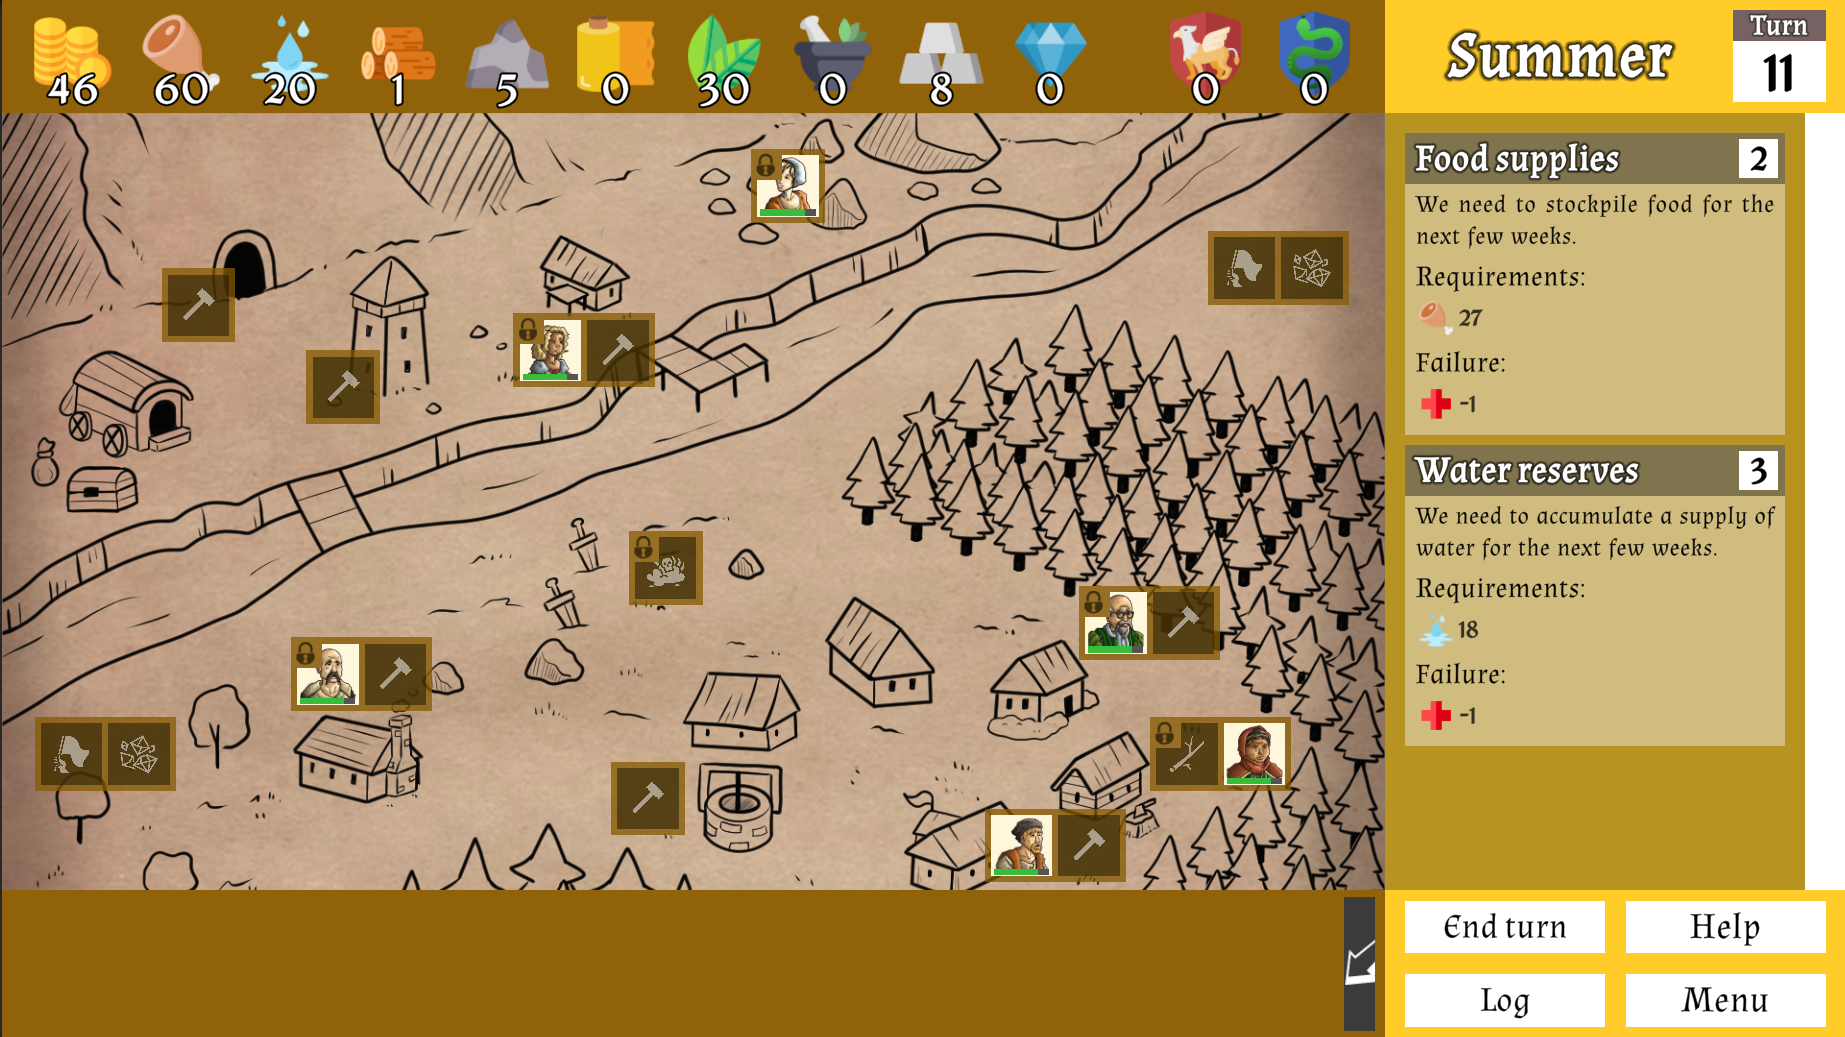 46 60 20 1 5 0 30 0 8 0 0 0
Summer
Turn
11
Food supplies 2
We need to stockpile food for the
next few weeks.
Requirements:
27
Failure:
-1
Water reserves 3
We need to accumulate a supply of
water for the next few weeks.
Requirements:
18
Failure:
-1
End turn
Help
Log
Menu